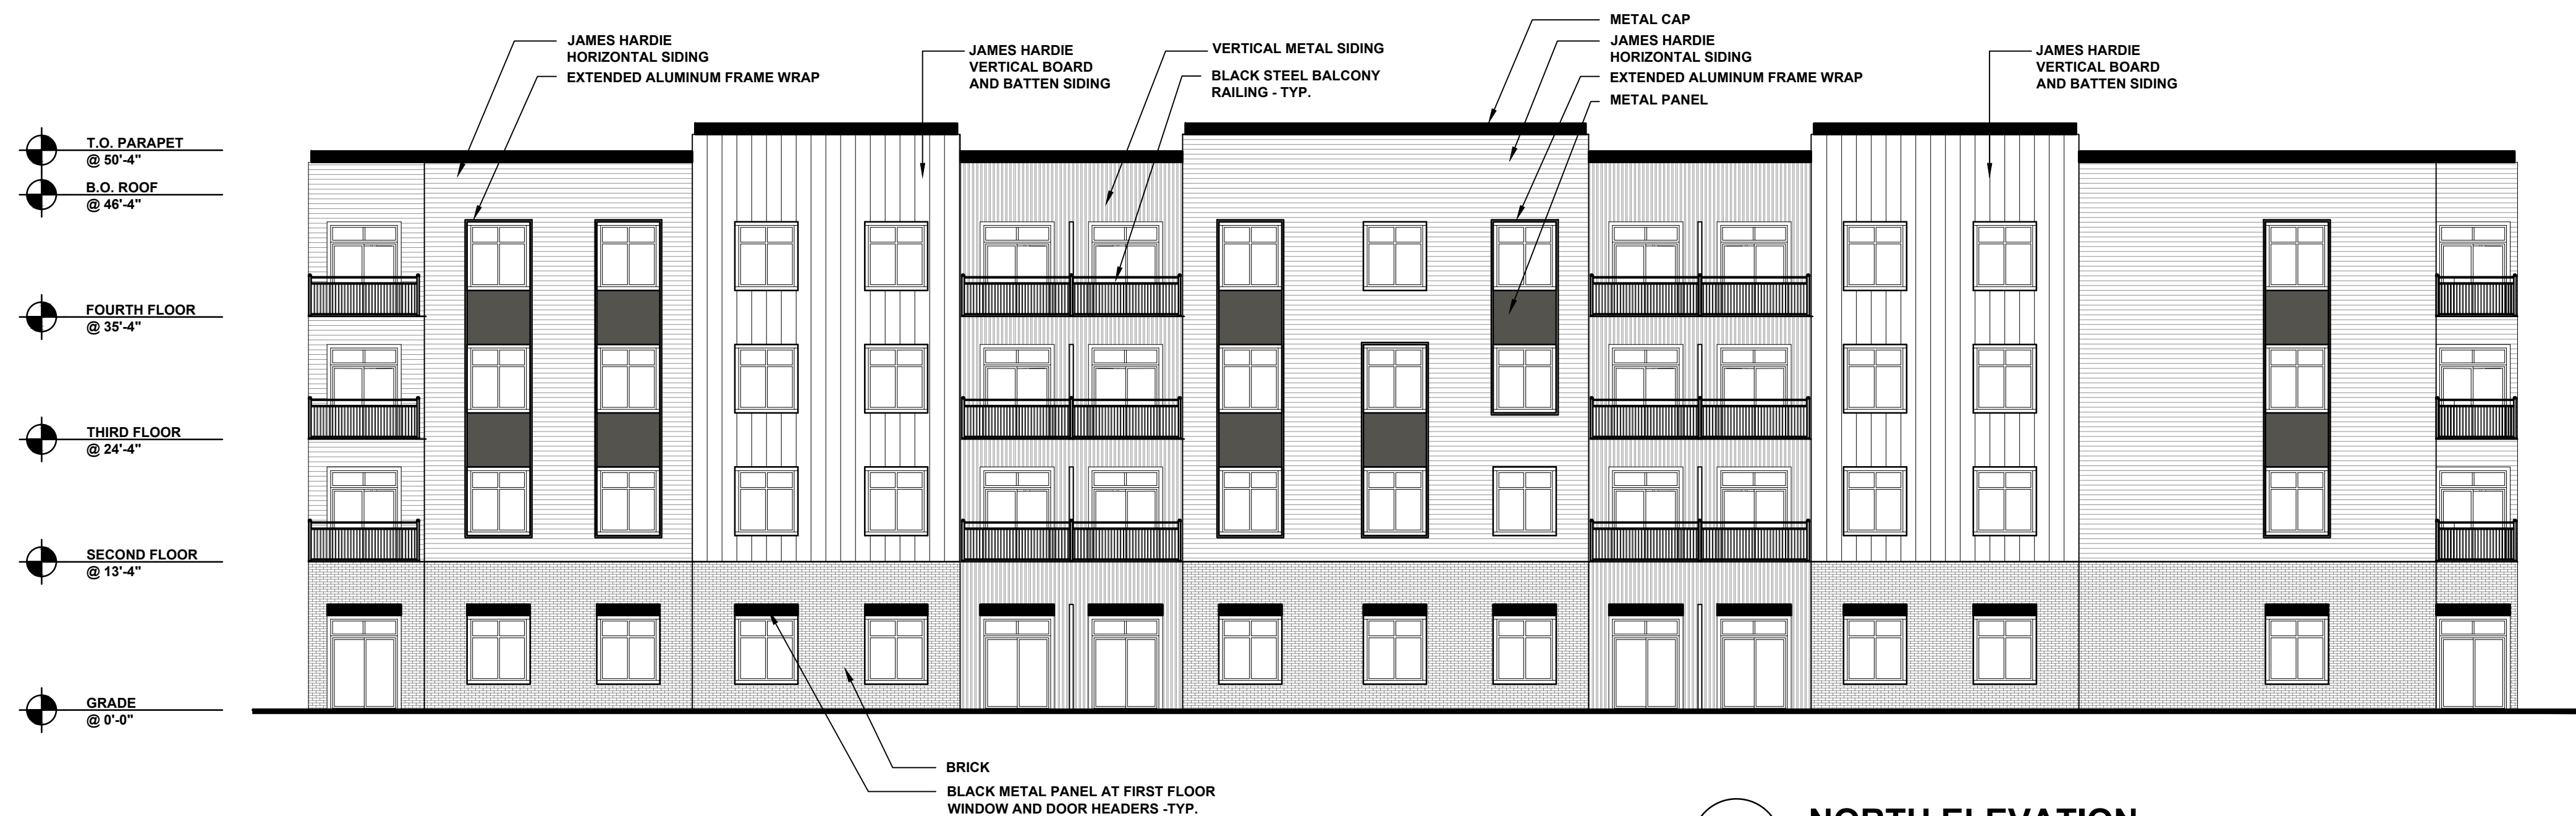 METAL CAP
JAMES HARDIE
HORIZONTAL SIDING
EXTENDED ALUMINUM FRAME WRAP
JAMES HARDIE
VERTICAL BOARD
AND BATTEN SIDING
VERTICAL METAL SIDING
BLACK STEEL BALCONY
RAILING - TYP.
JAMES HARDIE
HORIZONTAL SIDING
EXTENDED ALUMINUM FRAME WRAP
METAL PANEL
JAMES HARDIE
VERTICAL BOARD
AND BATTEN SIDING
T.O. PARAPET
@ 50'-4"
B.O. ROOF
@ 46'-4"
FOURTH FLOOR
@ 35'-4"
THIRD FLOOR
@ 24'-4"
SECOND FLOOR
@ 13'-4"
GRADE
@ 0'-0"
BRICK
BLACK METAL PANEL AT FIRST FLOOR
WINDOW AND DOOR HEADERS -TYP.
NORTH ELEVATION